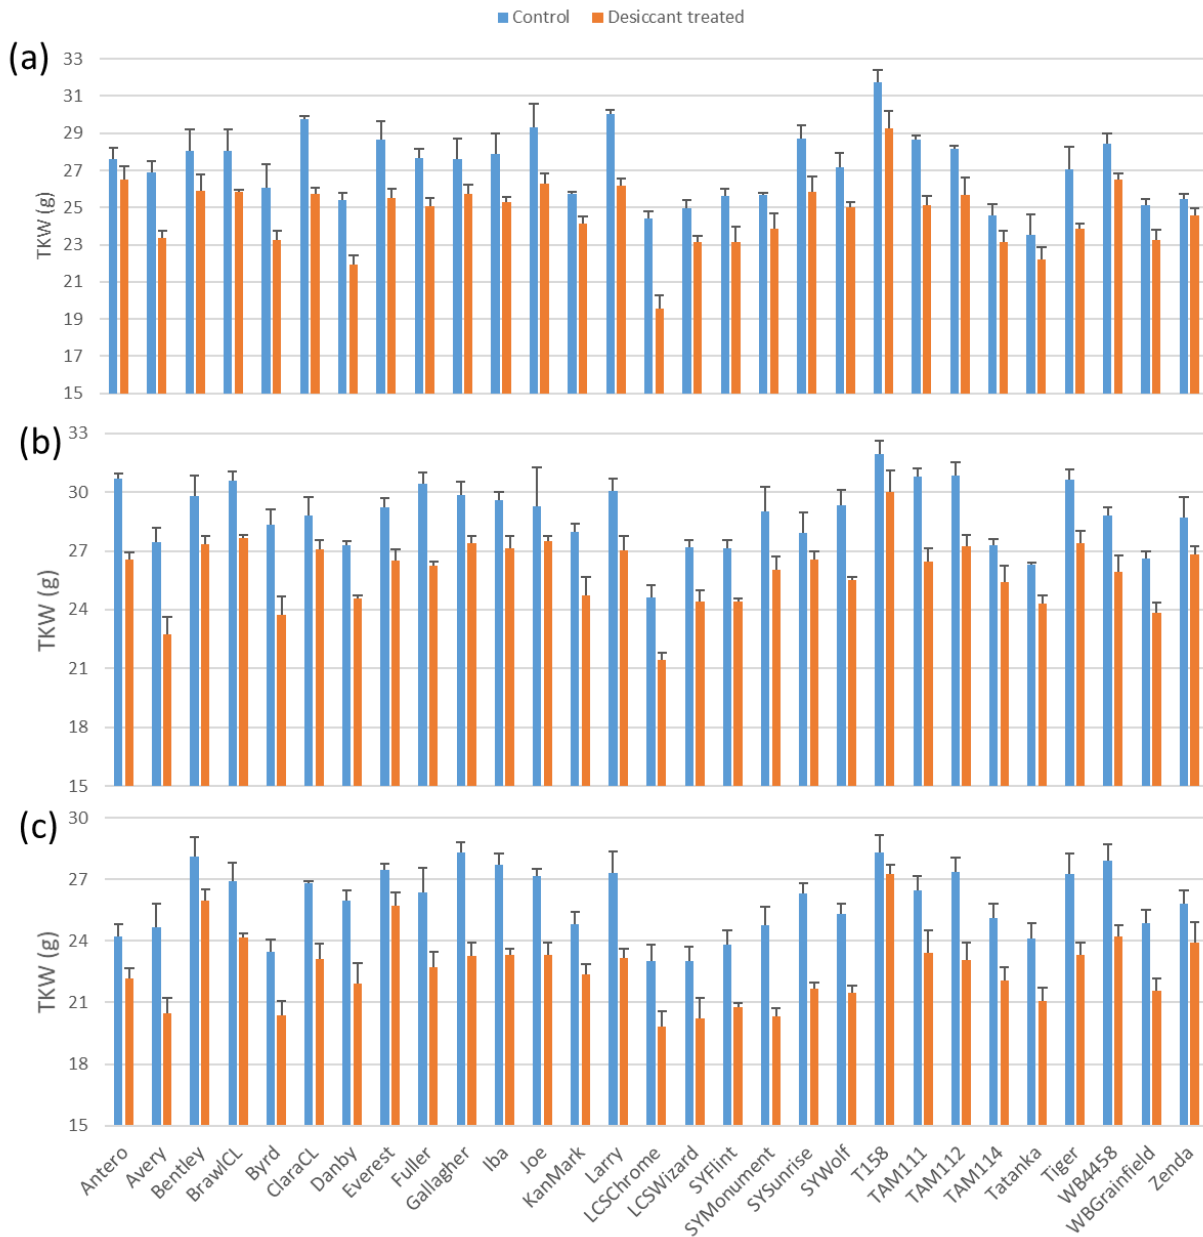 Control Desiccant treated
(a)
TKW (g)
33
31
29
27
25
23
21
19
17
15
(b)
TKW (g)
33
30
27
24
21
18
15
(c)
TKW (g)
30
27
24
21
18
15
Antero
Avery
Bentley
BrawlCL
Byrd
ClaraCL
Danby
Everest
Fuller
Gallagher
Iba
Joe
KanMark
Larry
LCSChrome
LCSWizard
SYFlint
SYMonument
SYSunrise
SYWolf
T158
TAM111
TAM112
TAM114
Tatanka
Tiger
WB4458
WBGrainfield
Zenda